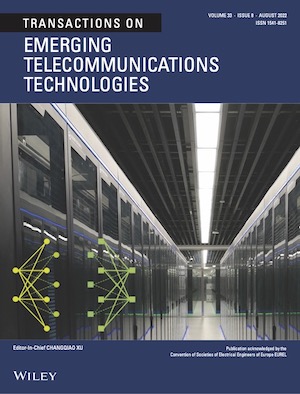 TRANSACTIONS ON
EMERGING
TELECOMMUNICATIONS
TECHNOLOGIES
VOLUME 33 · ISSUE 8 · AUGUST 2022
ISSN 1541-8251
Editor-in-Chief CHANGQIAO XU
Publication acknowledged by the
Convention of Societies of Electrical Engineers of Europe EUREL
WILEY